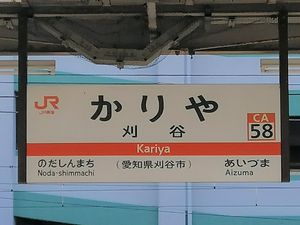 JR
JR東海
かりや
刈谷
Kariya
CA
58
のだしんまち
Noda-shimmachi
(愛知県刈谷市)
あいづま
Aizuma